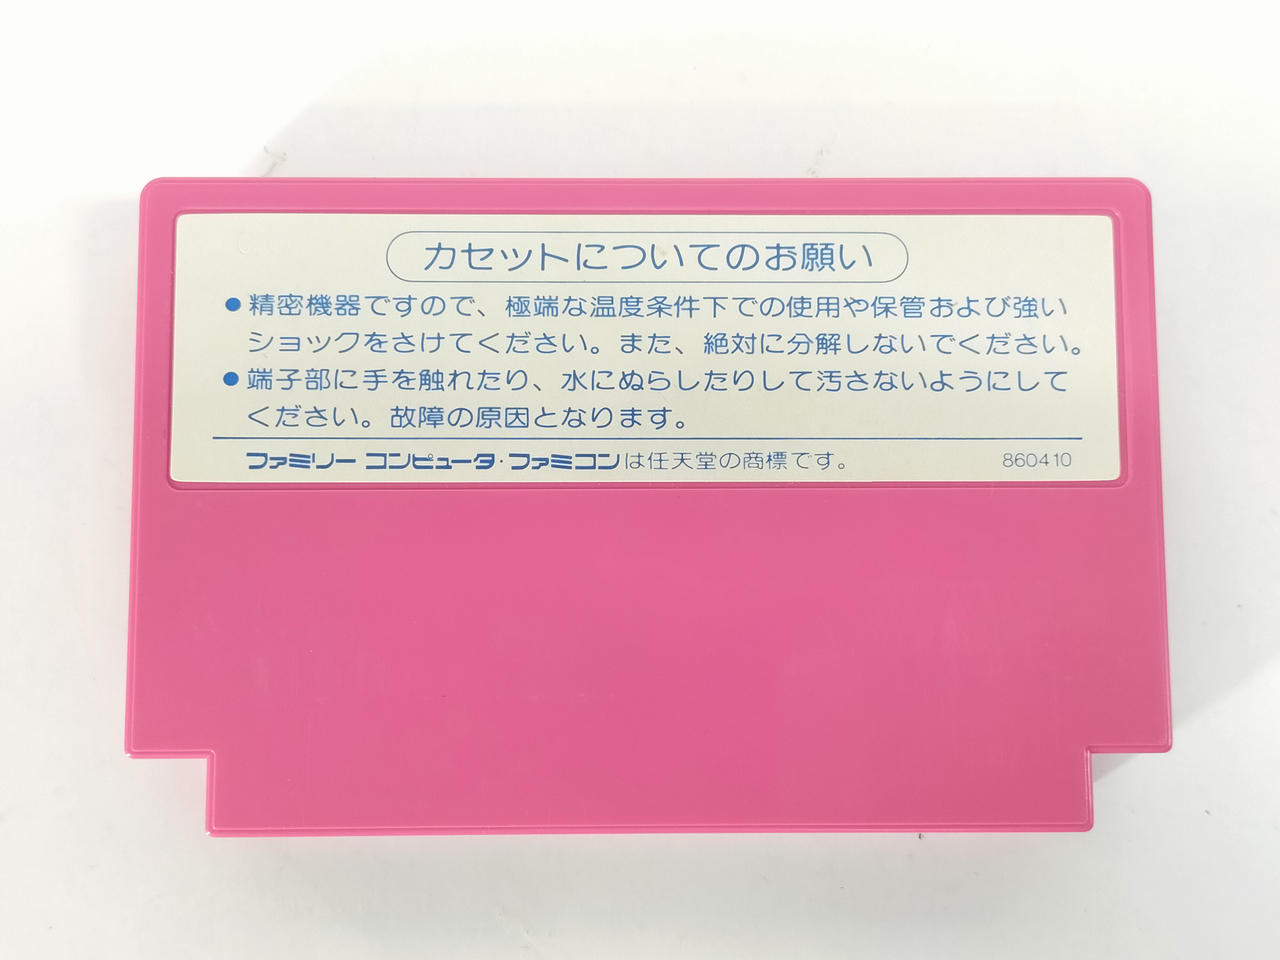 カセットについてのお願い
●精密機器ですので、極端な温度条件下での使用や保管および強い
ショックをさけてください。また、絶対に分解しないでください。
●端子部に手を触れたり、水にぬらしたりして汚さないようにして
ください。故障の原因となります。
ファミリー コンピュータ・ファミコンは任天堂の商標です。 860410